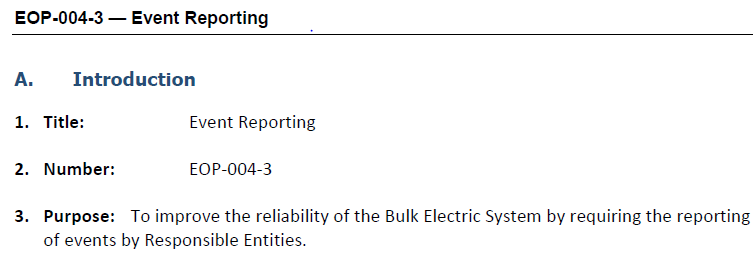 EOP-004-3 — Event Reporting
A. Introduction
1. Title: Event Reporting
2. Number: EOP-004-3
3. Purpose: To improve the reliability of the Bulk Electric System by requiring the reporting
of events by Responsible Entities.